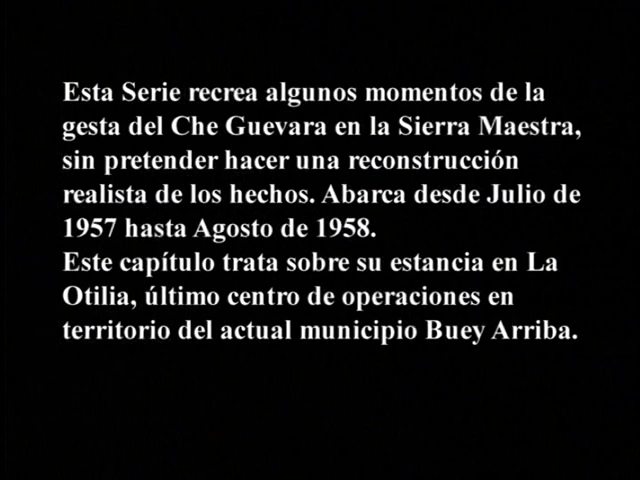 Esta Serie recrea algunos momentos de la
gesta del Che Guevara en la Sierra Maestra,
sin pretender hacer una reconstrucción
realista de los hechos. Abarca desde Julio de
1957 hasta Agosto de 1958.
Este capítulo trata sobre su estancia en La
Otilia, último centro de operaciones en
territorio del actual municipio Buey Arriba.